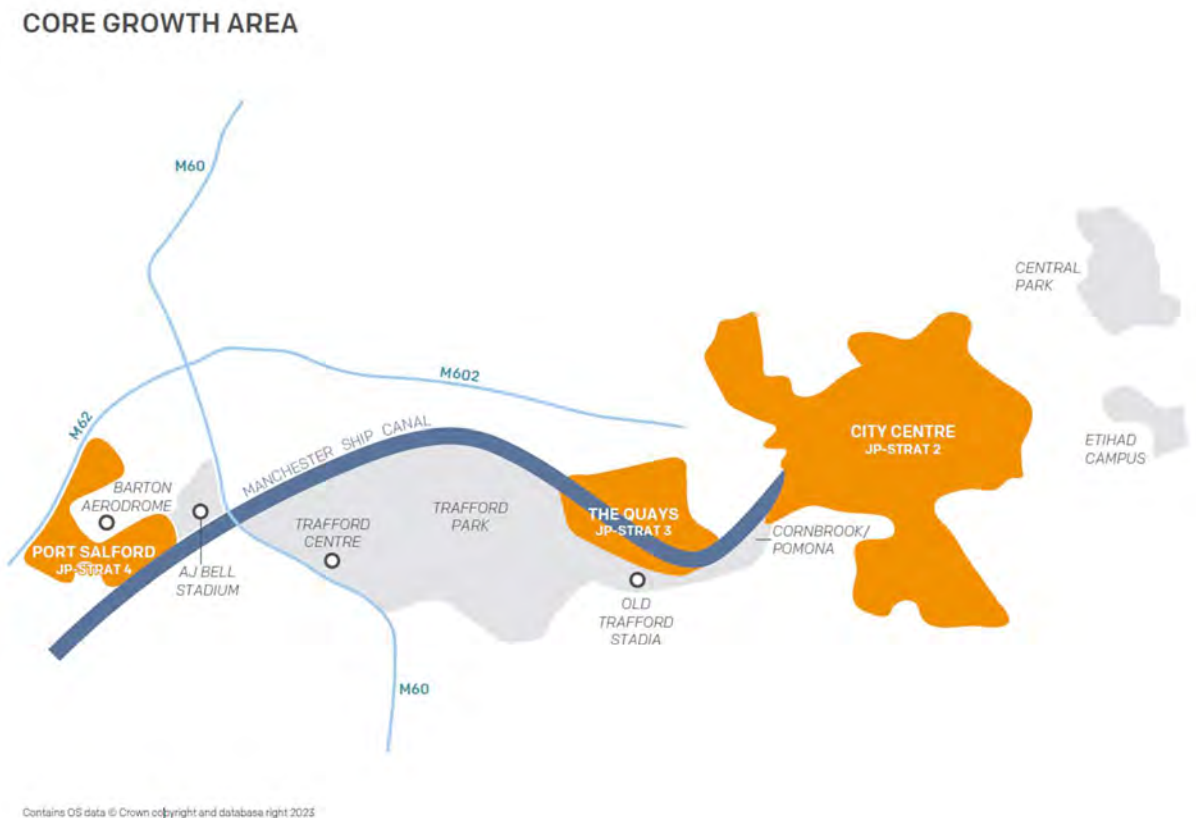 CORE GROWTH AREA
M60
CENTRAL
PARK
M602
M62
MANCHESTER SHIP CANAL
CITY CENTRE
JP-STRAT 2
ETIHAD
CAMPUS
BARTON
AERODROME
TRAFFORD
PARK
THE QUAYS
JP-STRAT 3
TRAFFORD
CENTRE
CORNBROOK/
POMONA
PORT SALFORD
JP-STRAT 4
AJ BELL
STADIUM
OLD
TRAFFORD
STADIA
M60
Contains OS data © Crown copyright and database right 2023